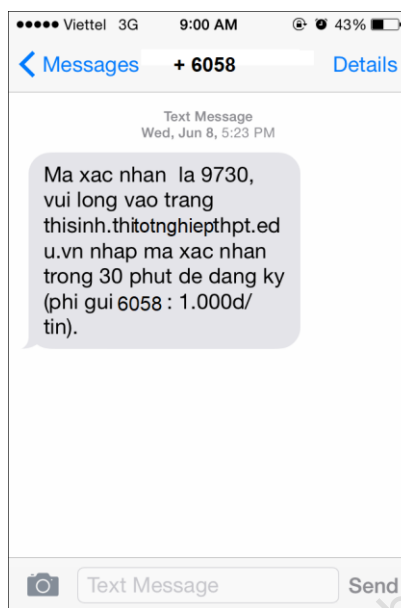 Viettel 3G 9:00 AM 43%
Messages + 6058 Details
Text Message
Wed, Jun 8, 5:23 PM
Ma xac nhan la 9730,
vui long vao trang
thisinh.thitotnghiepthpt.ed
u.vn nhap ma xac nhan
trong 30 phut de dang ky
(phi gui 6058 : 1.000d/
tin).
Text Message Send